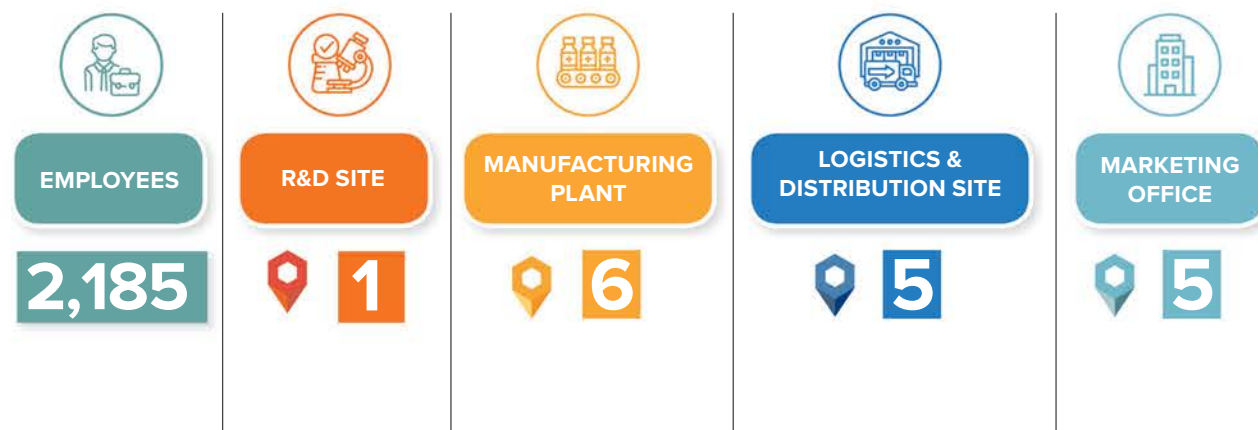 EMPLOYEES
2,185
R&D SITE
1
MANUFACTURING
PLANT
6
LOGISTICS &
DISTRIBUTION SITE
5
MARKETING
OFFICE
5